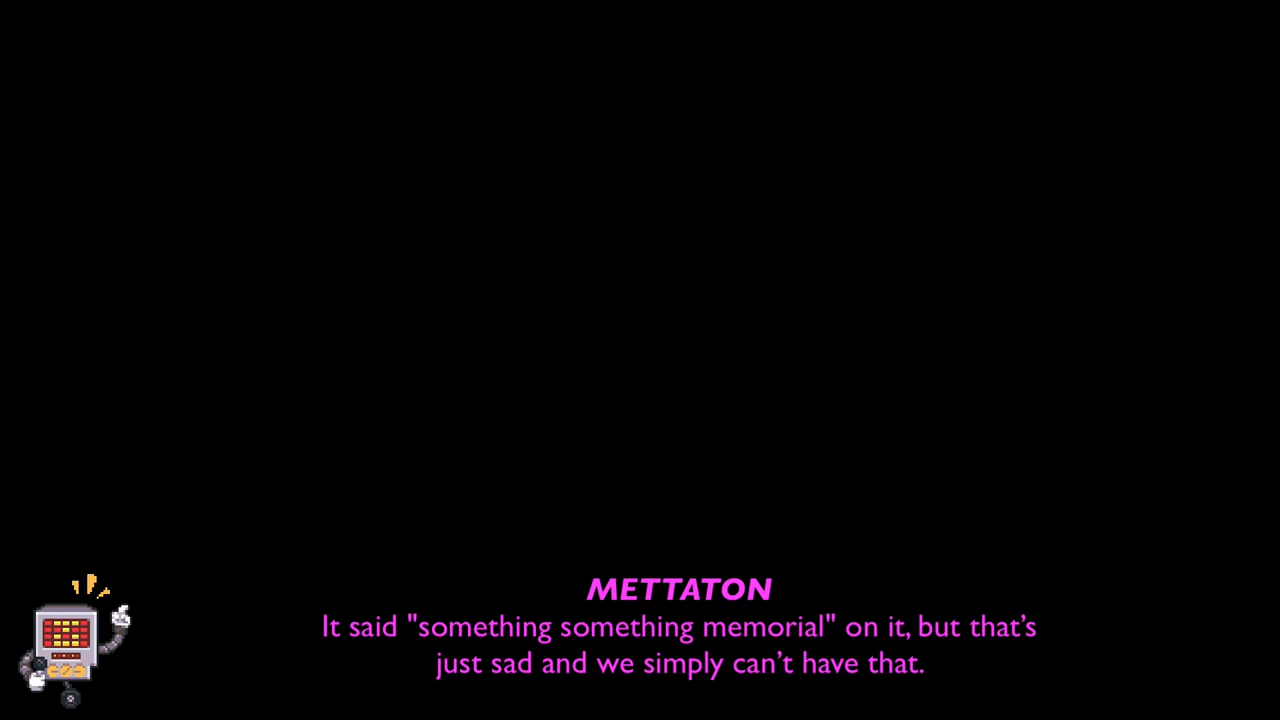 METTATON
It said "something something memorial" on it, but that’s
just sad and we simply can’t have that.